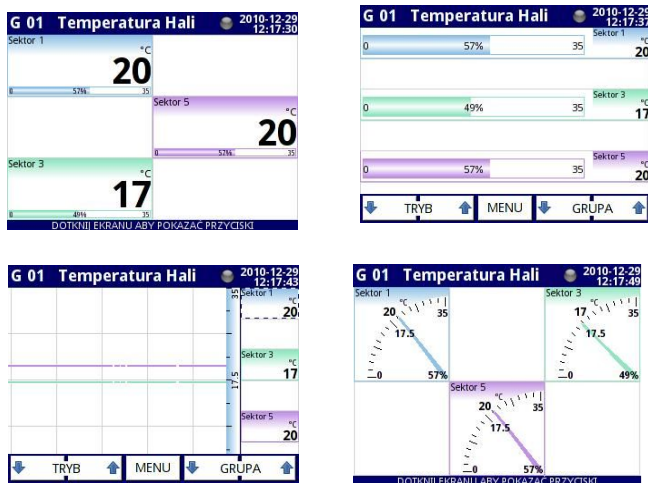 G 01 Temperatura Hali 2010-12-29
12:17:30
Sektor 1
°C
20
0 57% 35
Sektor 5
°C
20
0 57% 35
Sektor 3
°C
17
0 49% 35
DOTKNIJ EKRANU ABY POKAZAĆ PRZYCISKI
G 01 Temperatura Hali 2010-12-29
12:17:37
Sektor 1
0 57% 35 °C
20
Sektor 3
0 49% 35 °C
17
Sektor 5
0 57% 35 °C
20
TRYB MENU GRUPA
G 01 Temperatura Hali 2010-12-29
12:17:43
35 Sektor 1
°C
20
Sektor 3
°C
17.5 17
Sektor 5
°C
20
TRYB MENU GRUPA
G 01 Temperatura Hali 2010-12-29
12:17:49
Sektor 1 Sektor 3
20 °C 35 17 °C 35
17.5 17.5
0 57% 0 49%
Sektor 5
20 °C 35
17.5
0 57%
DOTKNIJ EKRANU ABY POKAZAĆ PRZYCISKI